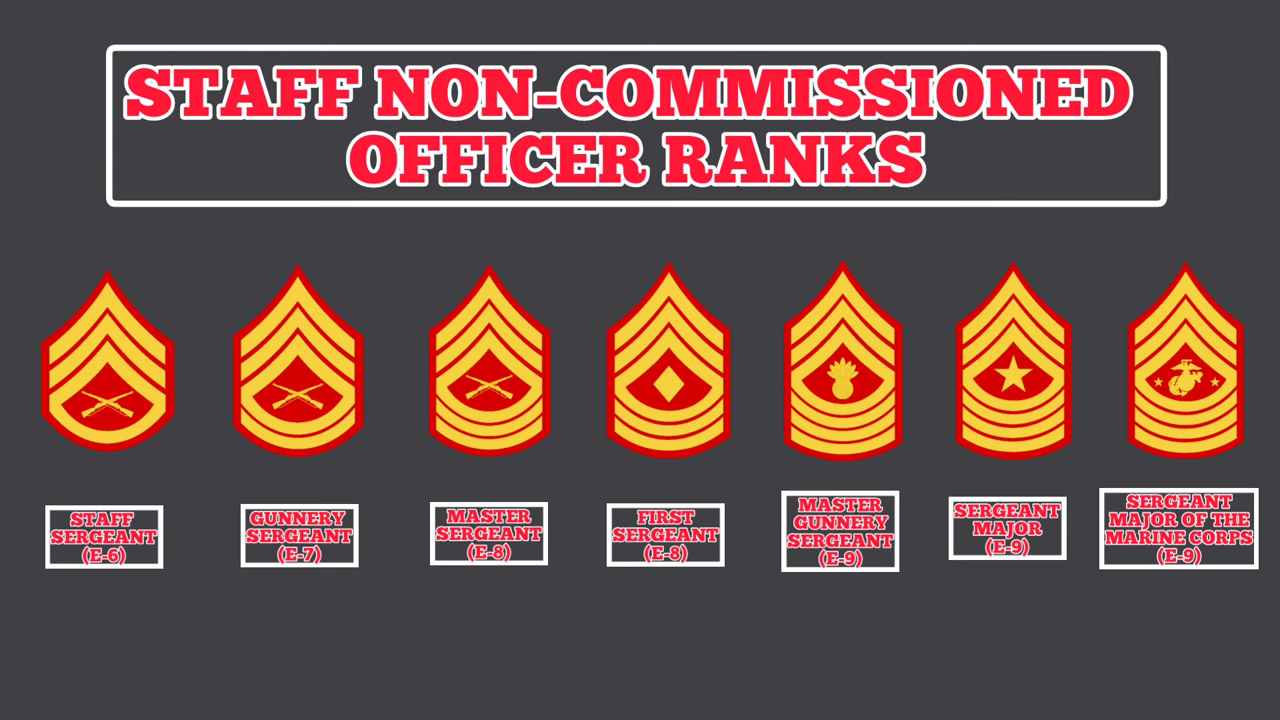 STAFF NON-COMMISSIONED
OFFICER RANKS
STAFF
SERGEANT
(E-6)
GUNNERY
SERGEANT
(E-7)
MASTER
SERGEANT
(E-8)
FIRST
SERGEANT
(E-8)
MASTER
GUNNERY
SERGEANT
(E-9)
SERGEANT
MAJOR
(E-9)
SERGEANT
MAJOR OF THE
MARINE CORPS
(E-9)